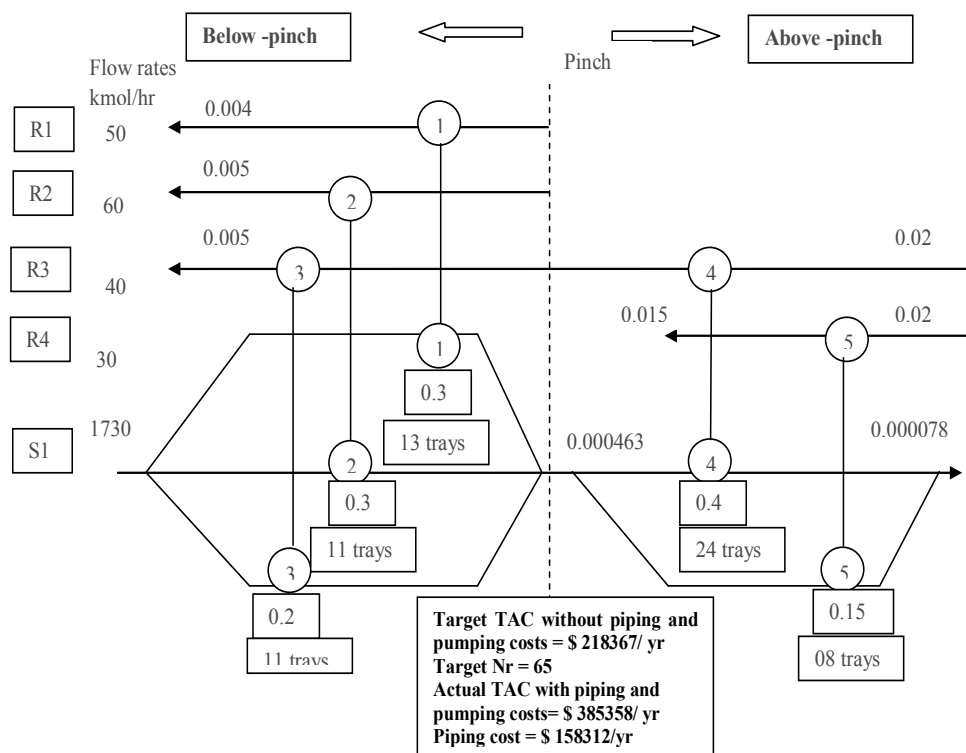 Below -pinch
Above -pinch
Pinch
Flow rates
kmol/hr
R1
50
0.004
1
R2
60
0.005
2
R3
40
0.005
3
4
0.02
R4
30
1
0.015
5
0.02
0.3
13 trays
S1
1730
0.000463
0.000078
2
0.3
11 trays
4
0.4
24 trays
3
0.2
11 trays
5
0.15
08 trays
Target TAC without piping and
pumping costs = $ 218367/ yr
Target Nr = 65
Actual TAC with piping and
pumping costs= $ 385358/ yr
Piping cost = $ 158312/yr